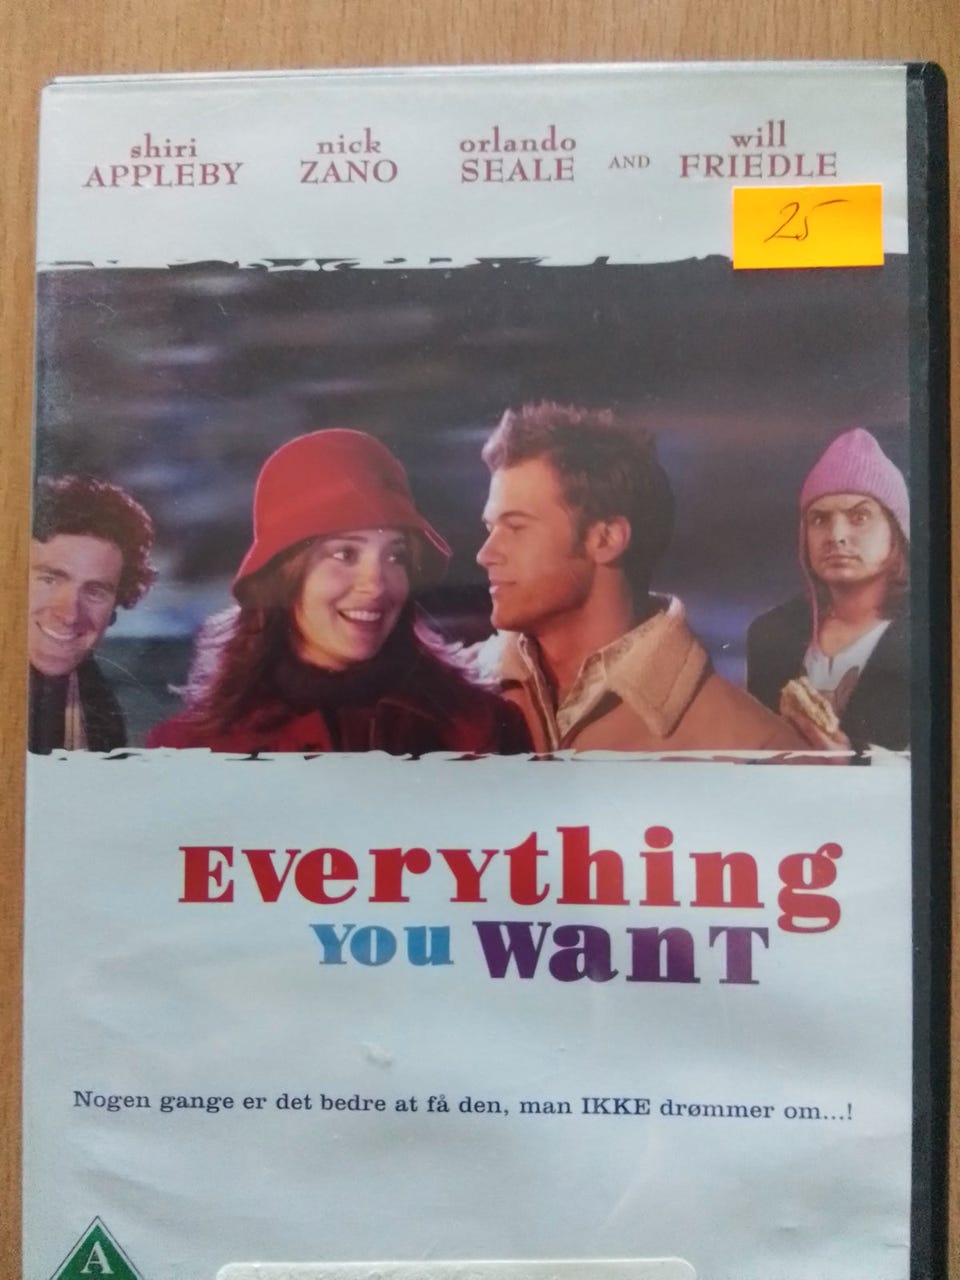 shiri nick orlando will
APPLEBY ZANO SEALE AND FRIEDLE
25
Everything
you want
Nogen gange er det bedre at få den, man IKKE drømmer om...!
A